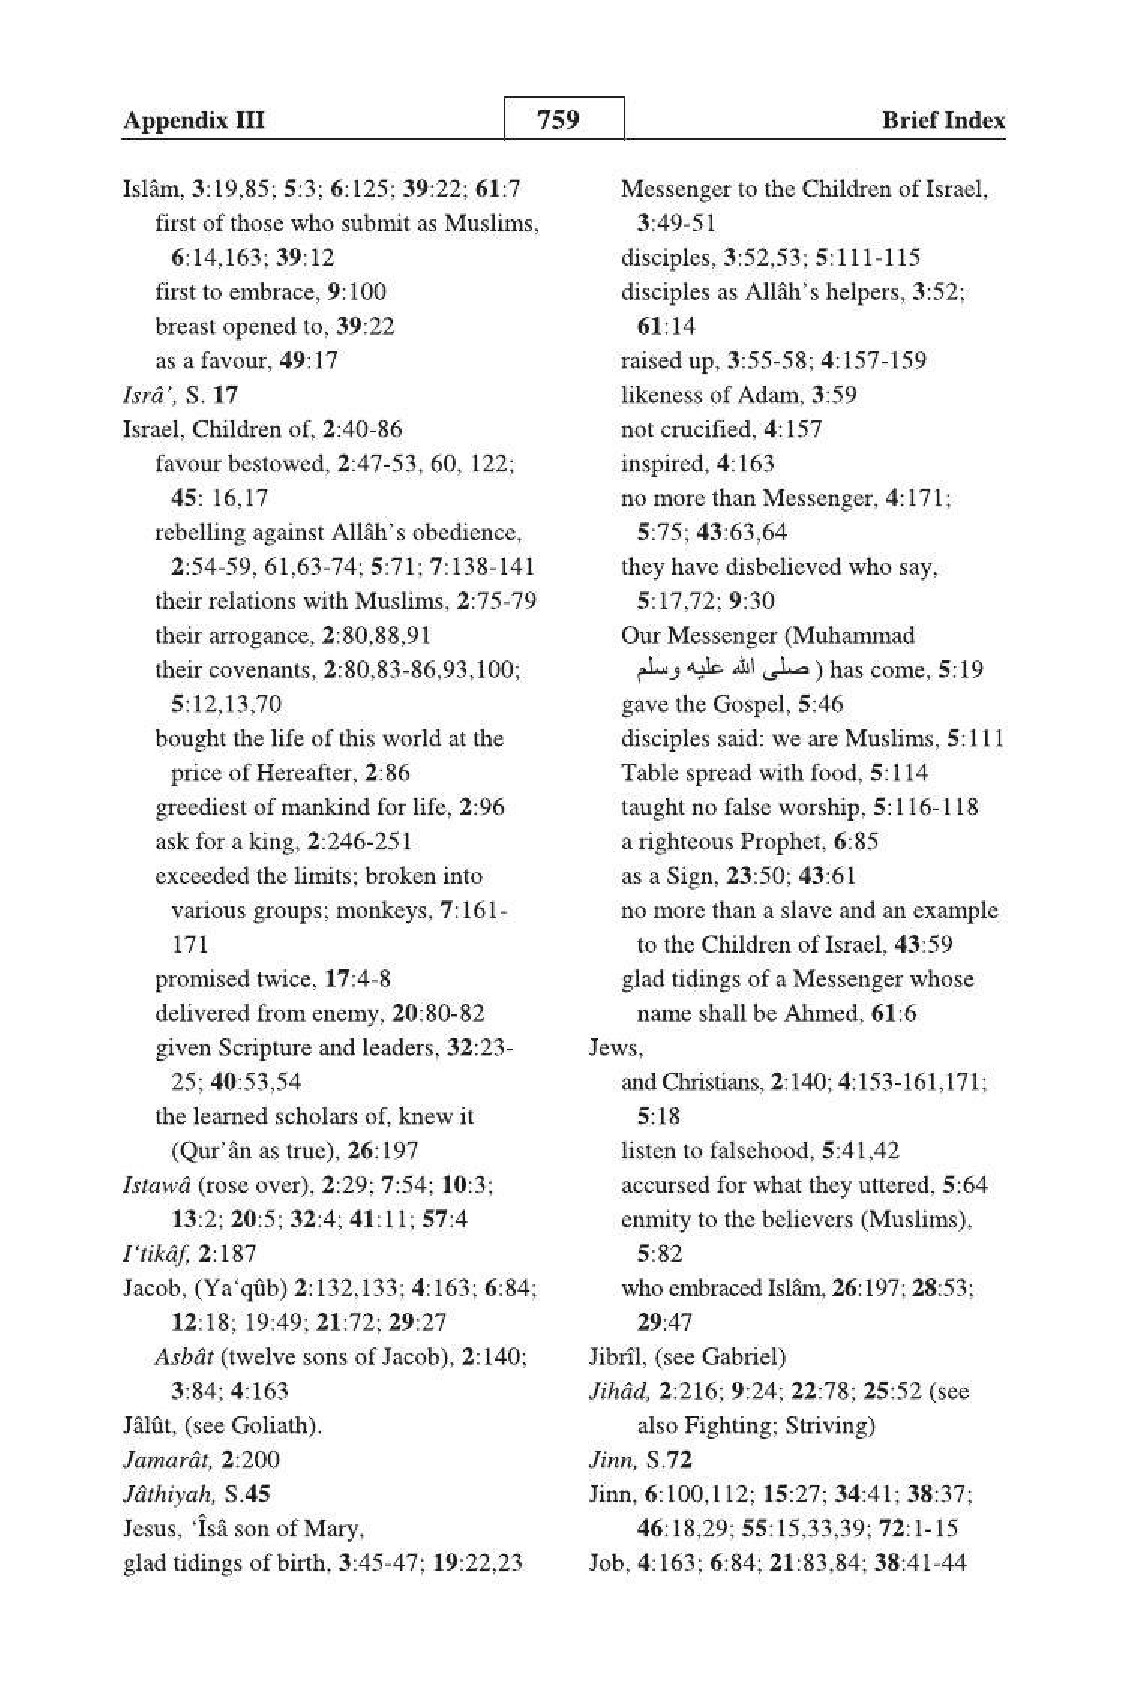 Appendix III 759 Brief Index
Islâm, 3:19,85; 5:3; 6:125; 39:22; 61:7
first of those who submit as Muslims,
6:14,163; 39:12
first to embrace, 9:100
breast opened to, 39:22
as a favour, 49:17
Isrâ’, S. 17
Israel, Children of, 2:40-86
favour bestowed, 2:47-53, 60, 122;
45: 16,17
rebelling against Allâh’s obedience,
2:54-59, 61,63-74; 5:71; 7:138-141
their relations with Muslims, 2:75-79
their arrogance, 2:80,88,91
their covenants, 2:80,83-86,93,100;
5:12,13,70
bought the life of this world at the
price of Hereafter, 2:86
greediest of mankind for life, 2:96
ask for a king, 2:246-251
exceeded the limits; broken into
various groups; monkeys, 7:161-
171
promised twice, 17:4-8
delivered from enemy, 20:80-82
given Scripture and leaders, 32:23-
25; 40:53,54
the learned scholars of, knew it
(Qur’ân as true), 26:197
Istawâ (rose over), 2:29; 7:54; 10:3;
13:2; 20:5; 32:4; 41:11; 57:4
I‘tikâf, 2:187
Jacob, (Ya‘qûb) 2:132,133; 4:163; 6:84;
12:18; 19:49; 21:72; 29:27
Asbât (twelve sons of Jacob), 2:140;
3:84; 4:163
Jâlût, (see Goliath).
Jamarât, 2:200
Jâthiyah, S.45
Jesus, ‘Îsâ son of Mary,
glad tidings of birth, 3:45-47; 19:22,23
Messenger to the Children of Israel,
3:49-51
disciples, 3:52,53; 5:111-115
disciples as Allâh’s helpers, 3:52;
61:14
raised up, 3:55-58; 4:157-159
likeness of Adam, 3:59
not crucified, 4:157
inspired, 4:163
no more than Messenger, 4:171;
5:75; 43:63,64
they have disbelieved who say,
5:17,72; 9:30
Our Messenger (Muhammad
صلى الله عليه وسلم ) has come, 5:19
gave the Gospel, 5:46
disciples said: we are Muslims, 5:111
Table spread with food, 5:114
taught no false worship, 5:116-118
a righteous Prophet, 6:85
as a Sign, 23:50; 43:61
no more than a slave and an example
to the Children of Israel, 43:59
glad tidings of a Messenger whose
name shall be Ahmed, 61:6
Jews,
and Christians, 2:140; 4:153-161,171;
5:18
listen to falsehood, 5:41,42
accursed for what they uttered, 5:64
enmity to the believers (Muslims),
5:82
who embraced Islâm, 26:197; 28:53;
29:47
Jibrîl, (see Gabriel)
Jihâd, 2:216; 9:24; 22:78; 25:52 (see
also Fighting; Striving)
Jinn, S.72
Jinn, 6:100,112; 15:27; 34:41; 38:37;
46:18,29; 55:15,33,39; 72:1-15
Job, 4:163; 6:84; 21:83,84; 38:41-44